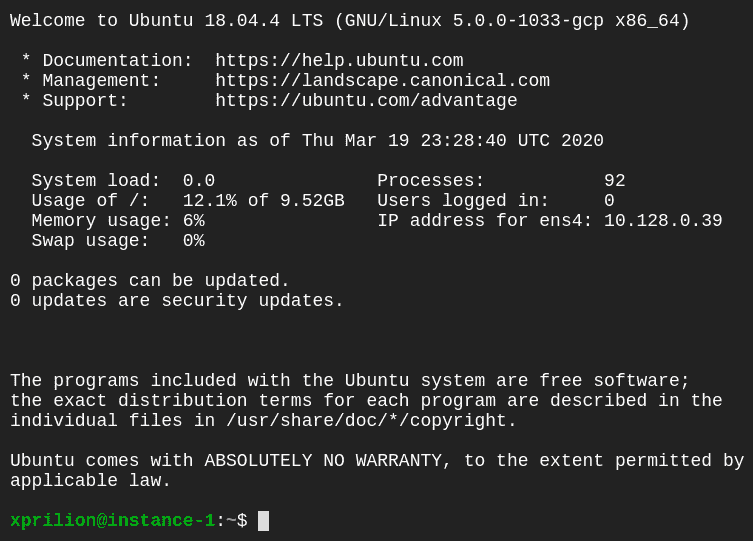 Welcome to Ubuntu 18.04.4 LTS (GNU/Linux 5.0.0-1033-gcp x86_64)
* Documentation:  https://help.ubuntu.com
* Management:     https://landscape.canonical.com
* Support:        https://ubuntu.com/advantage
System information as of Thu Mar 19 23:28:40 UTC 2020
System load:  0.0               Processes:           92
Usage of /:   12.1% of 9.52GB   Users logged in:     0
Memory usage: 6%                IP address for ens4: 10.128.0.39
Swap usage:   0%
0 packages can be updated.
0 updates are security updates.
The programs included with the Ubuntu system are free software;
the exact distribution terms for each program are described in the
individual files in /usr/share/doc/*/copyright.
Ubuntu comes with ABSOLUTELY NO WARRANTY, to the extent permitted by
applicable law.
xprilion@instance-1:~$